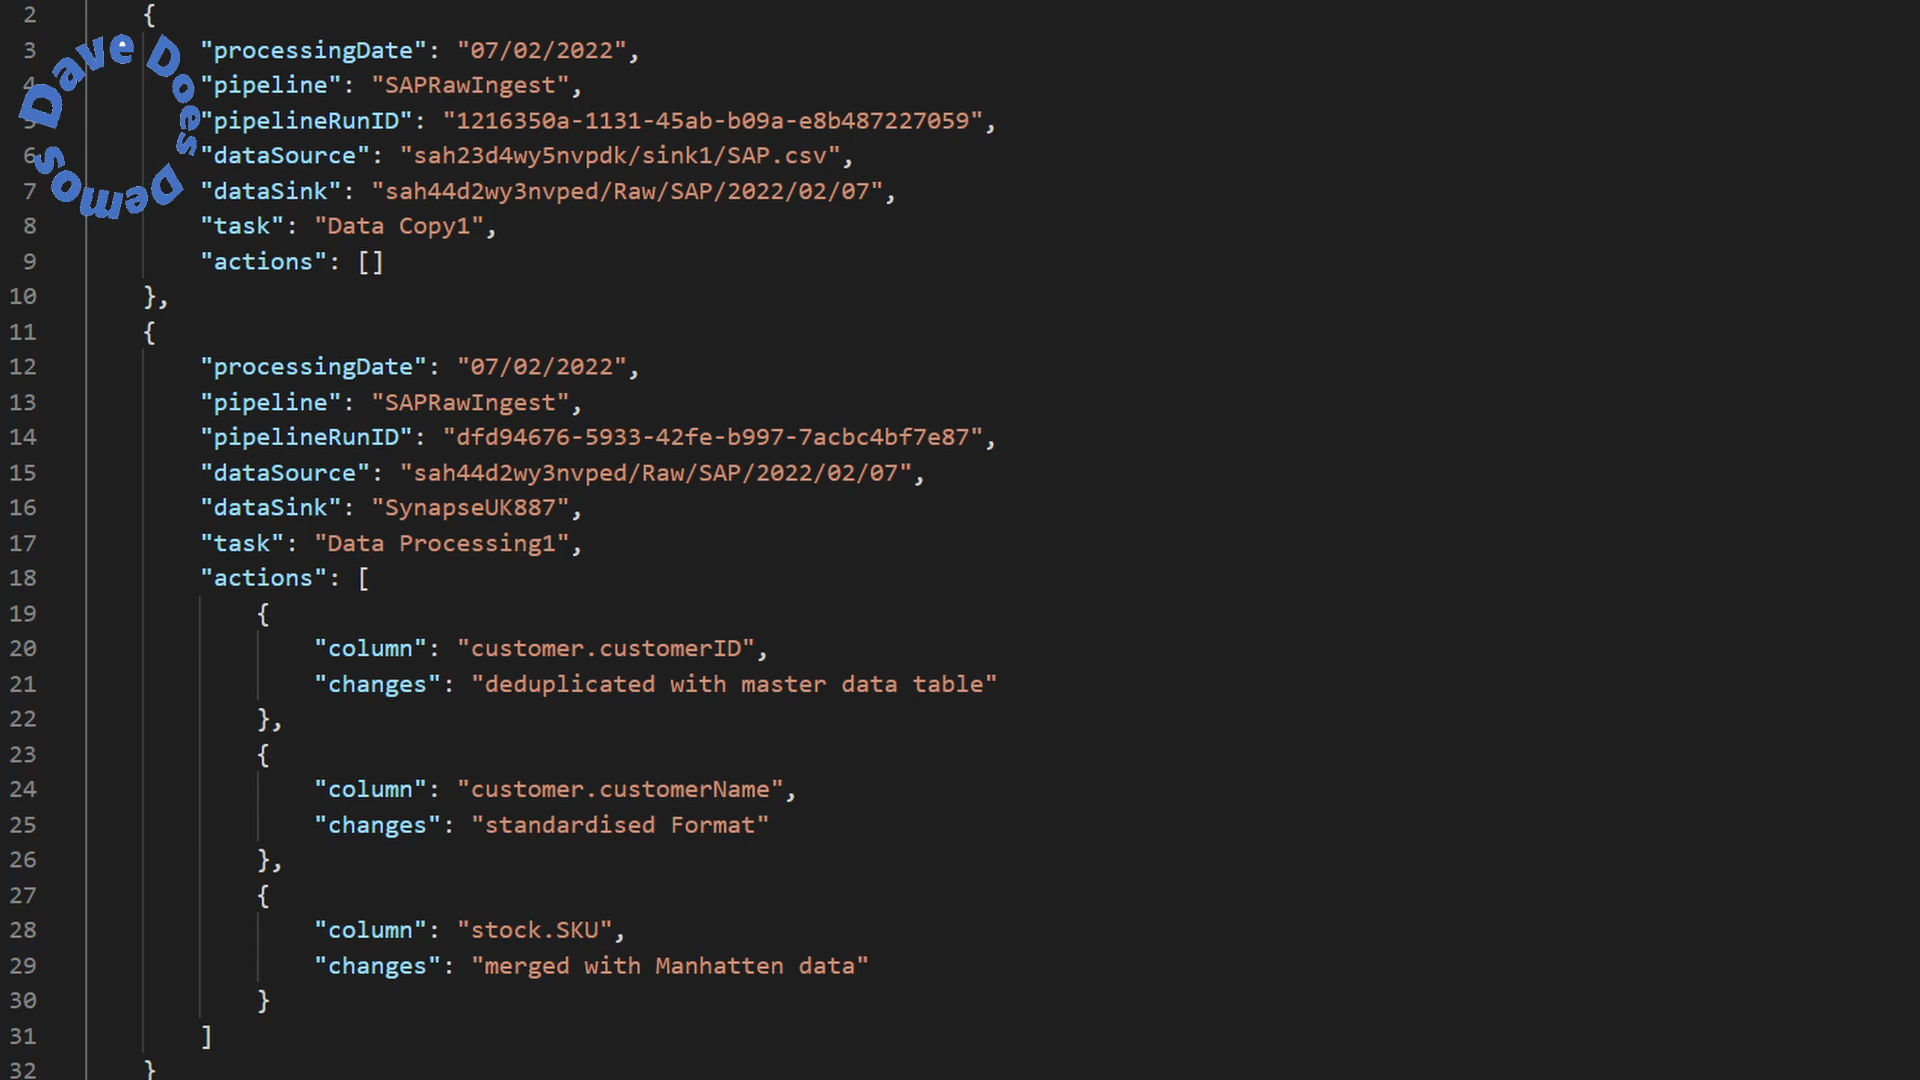 Dave Does Demos
2 {
3 "processingDate": "07/02/2022",
4 "pipeline": "SAPRawIngest",
5 "pipelineRunID": "1216350a-1131-45ab-b09a-e8b487227059",
6 "dataSource": "sah23d4wy5nvpdk/sink1/SAP.csv",
7 "dataSink": "sah44d2wy3nvped/Raw/SAP/2022/02/07",
8 "task": "Data Copy1",
9 "actions": []
10 },
11 {
12 "processingDate": "07/02/2022",
13 "pipeline": "SAPRawIngest",
14 "pipelineRunID": "dfd94676-5933-42fe-b997-7acbc4bf7e87",
15 "dataSource": "sah44d2wy3nvped/Raw/SAP/2022/02/07",
16 "dataSink": "SynapseUK887",
17 "task": "Data Processing1",
18 "actions": [
19 {
20 "column": "customer.customerID",
21 "changes": "deduplicated with master data table"
22 },
23 {
24 "column": "customer.customerName",
25 "changes": "standardised Format"
26 },
27 {
28 "column": "stock.SKU",
29 "changes": "merged with Manhatten data"
30 }
31 ]
32 }